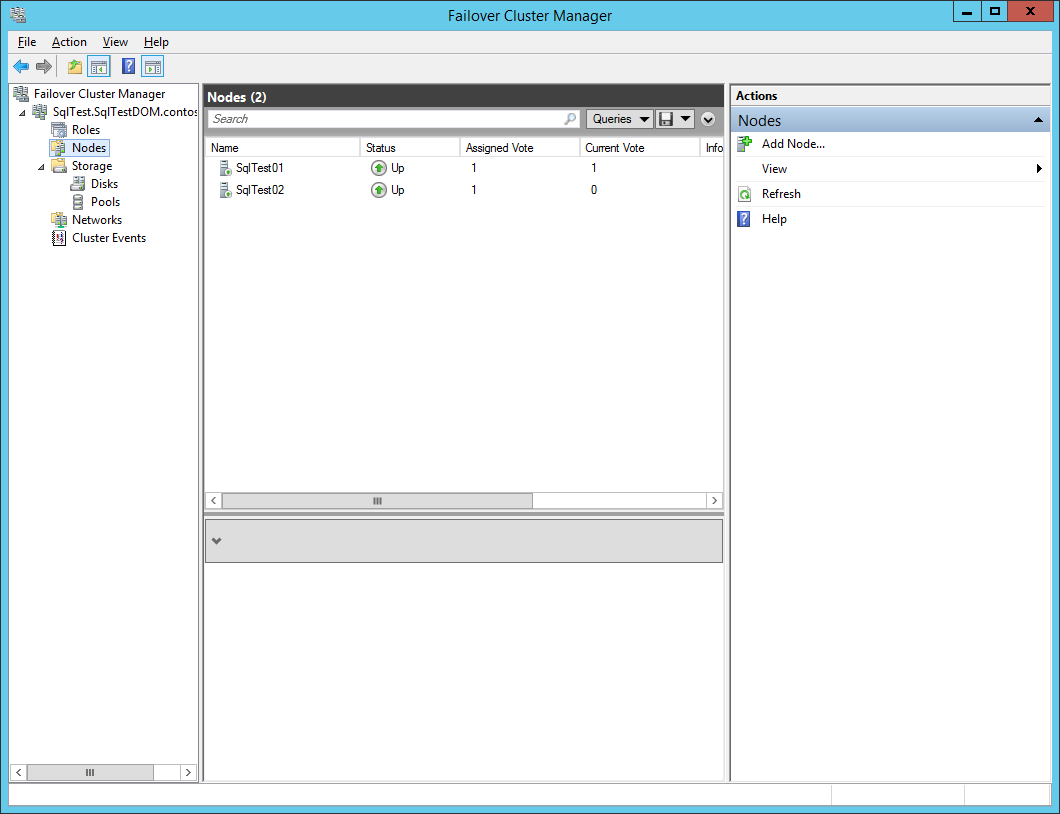 Failover Cluster Manager
File Action View Help
Failover Cluster Manager
SqlTest.SqlTestDOM.contos
Roles
Nodes
Storage
Disks
Pools
Networks
Cluster Events
Nodes (2)
Search
Queries
Name Status Assigned Vote Current Vote Info
SqlTest01 Up 1 1
SqlTest02 Up 1 0
Actions
Nodes
Add Node...
View
Refresh
Help